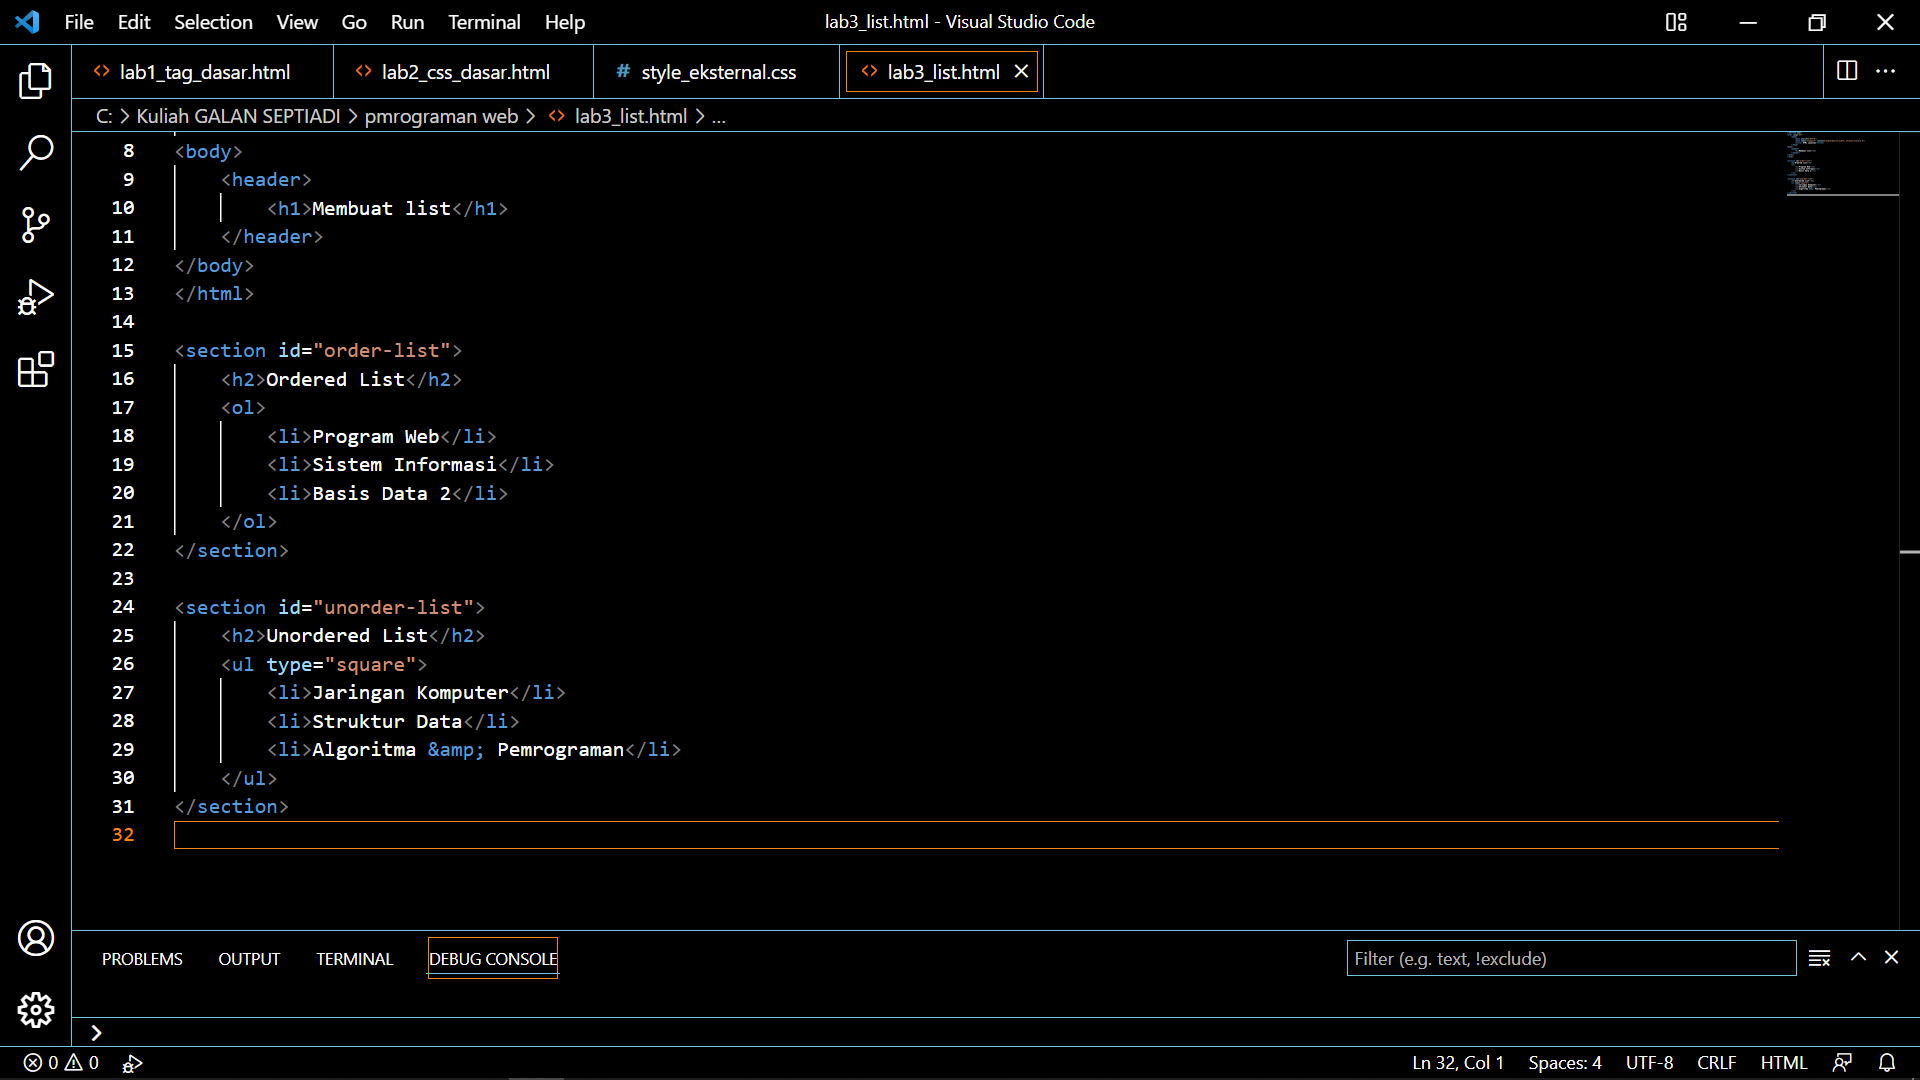 File Edit Selection View Go Run Terminal Help lab3_list.html - Visual Studio Code
lab1_tag_dasar.html lab2_css_dasar.html # style_eksternal.css lab3_list.html
C: > Kuliah GALAN SEPTIADI > pmrograman web > lab3_list.html > ...
8 <body>
9 <header>
10 <h1>Membuat list</h1>
11 </header>
12 </body>
13 </html>
14
15 <section id="order-list">
16 <h2>Ordered List</h2>
17 <ol>
18 <li>Program Web</li>
19 <li>Sistem Informasi</li>
20 <li>Basis Data 2</li>
21 </ol>
22 </section>
23
24 <section id="unorder-list">
25 <h2>Unordered List</h2>
26 <ul type="square">
27 <li>Jaringan Komputer</li>
28 <li>Struktur Data</li>
29 <li>Algoritma &amp; Pemrograman</li>
30 </ul>
31 </section>
32
PROBLEMS OUTPUT TERMINAL DEBUG CONSOLE Filter (e.g. text, !exclude)
0 0 Ln 32, Col 1 Spaces: 4 UTF-8 CRLF HTML